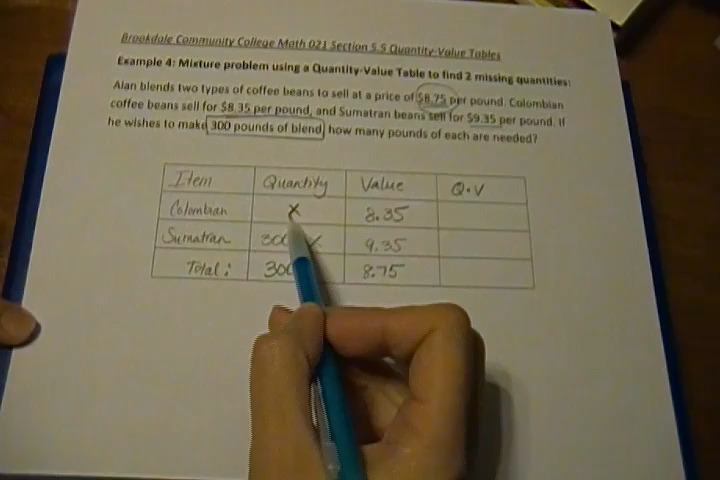 Brookdale Community College Math 021 Section 5.5 Quantity-Value Tables
Example 4: Mixture problem using a Quantity-Value Table to find 2 missing quantities:
Alan blends two types of coffee beans to sell at a price of $8.75 per pound. Colombian
coffee beans sell for $8.35 per pound, and Sumatran beans sell for $9.35 per pound. If
he wishes to make 300 pounds of blend, how many pounds of each are needed?
Item Quantity Value Q·V
Colombian x 8.35
Sumatran 300 x 9.35
Total: 300 8.75